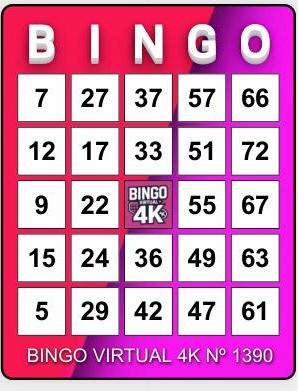 B I N G O
7 27 37 57 66
12 17 33 51 72
9 22 BINGO VIRTUAL 4K 55 67
15 24 36 49 63
5 29 42 47 61
BINGO VIRTUAL 4K Nº 1390